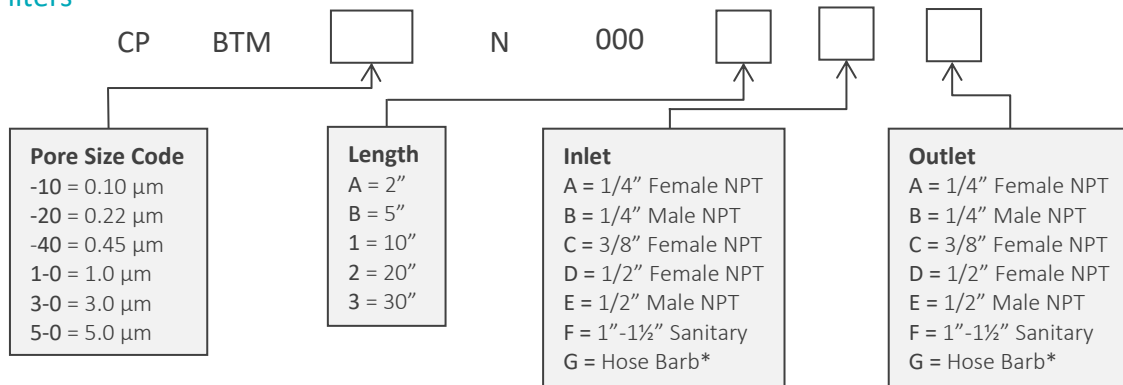 CP BTM N 000
Pore Size Code
-10 = 0.10 µm
-20 = 0.22 µm
-40 = 0.45 µm
1-0 = 1.0 µm
3-0 = 3.0 µm
5-0 = 5.0 µm
Length
A = 2”
B = 5”
1 = 10”
2 = 20”
3 = 30”
Inlet
A = 1/4” Female NPT
B = 1/4” Male NPT
C = 3/8” Female NPT
D = 1/2” Female NPT
E = 1/2” Male NPT
F = 1”-1½” Sanitary
G = Hose Barb*
Outlet
A = 1/4” Female NPT
B = 1/4” Male NPT
C = 3/8” Female NPT
D = 1/2” Female NPT
E = 1/2” Male NPT
F = 1”-1½” Sanitary
G = Hose Barb*